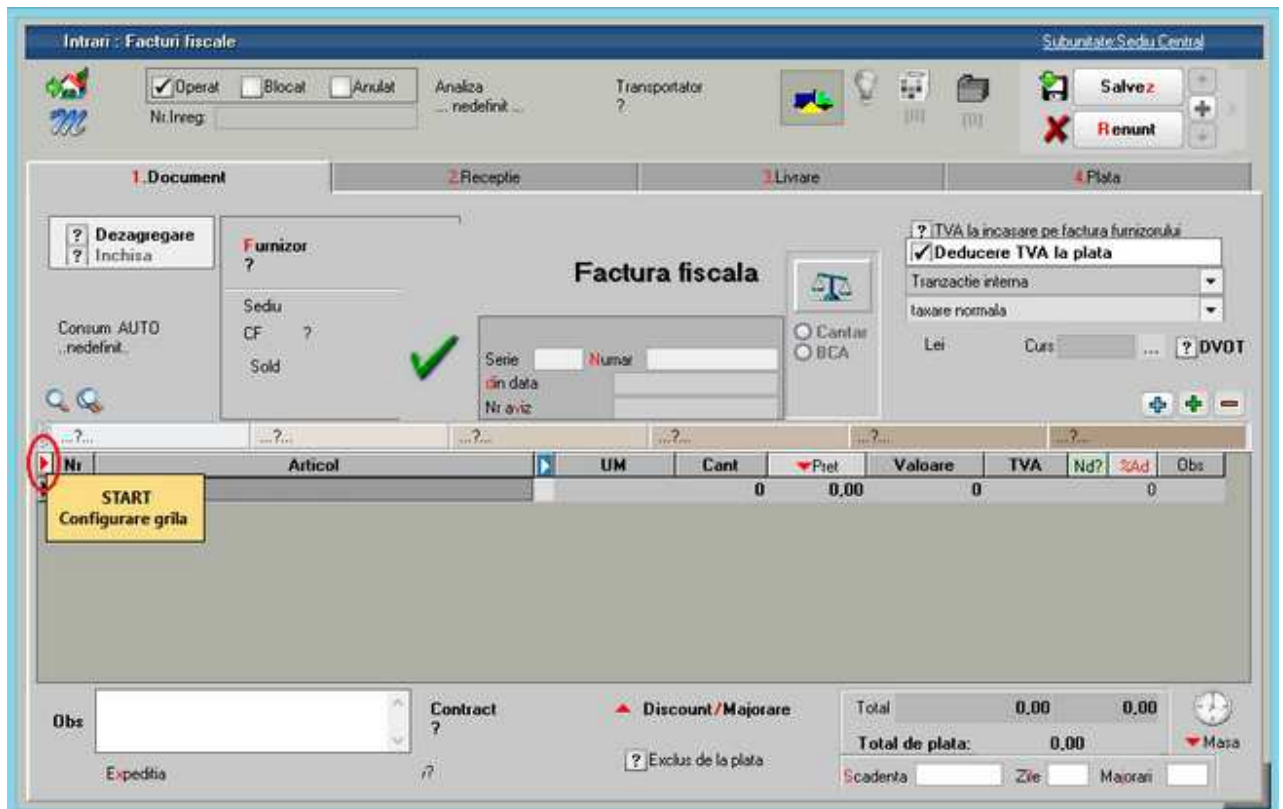 Intrari : Facturi fiscale
Subunitate:Sediu Central
Operat Blocat Anulat
Nr.Inreg:
Analiza
... nedefinit ...
Transportator
?
[0] [0]
Salvez
Renunt
1.Document 2.Receptie 3.Livrare 4.Plata
? Dezagregare
? Inchisa
Furnizor
?
Sediu
CF ?
Sold
Consum AUTO
..nedefinit..
Factura fiscala
Serie Numar
din data
Nr aviz
Cantar
BCA
? TVA la incasare pe factura furnizorului
Deducere TVA la plata
Tranzactie interna
taxare normala
Lei Curs ... ? DVOT
...?... ...?... ...?... ...?... ...?... ...?...
Nr Articol UM Cant Pret Valoare TVA Nd? %Ad Obs
0 0,00 0 0
START
Configurare grila
Obs
Contract
?
Discount/Majorare
? Exclus de la plata
Total 0,00 0,00
Total de plata: 0,00
Masa
Expeditia
Scadenta Zile Majorari